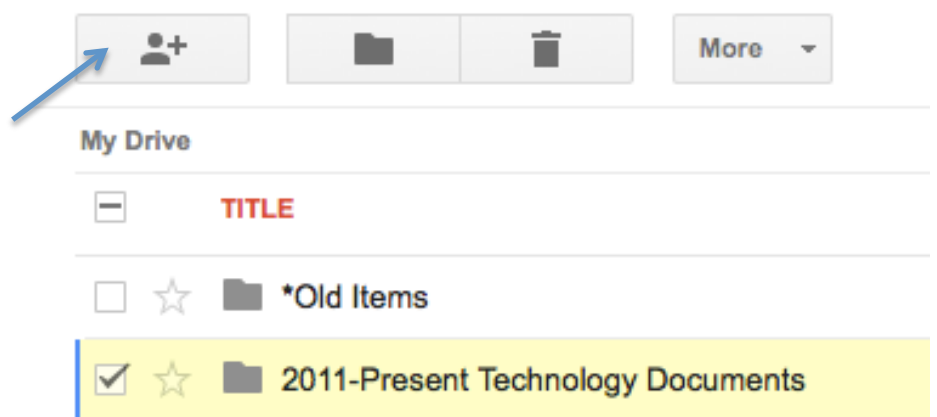 More
My Drive
TITLE
*Old Items
2011-Present Technology Documents